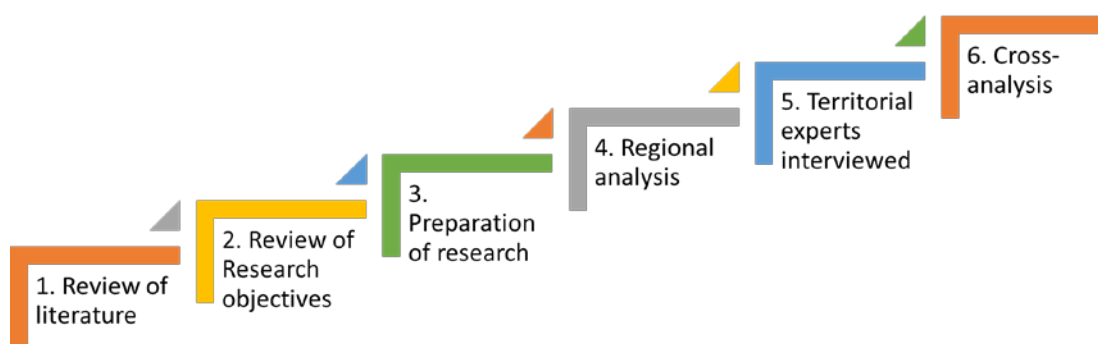 1. Review of
literature
2. Review of
Research
objectives
3.
Preparation
of research
4. Regional
analysis
5. Territorial
experts
interviewed
6. Cross-
analysis